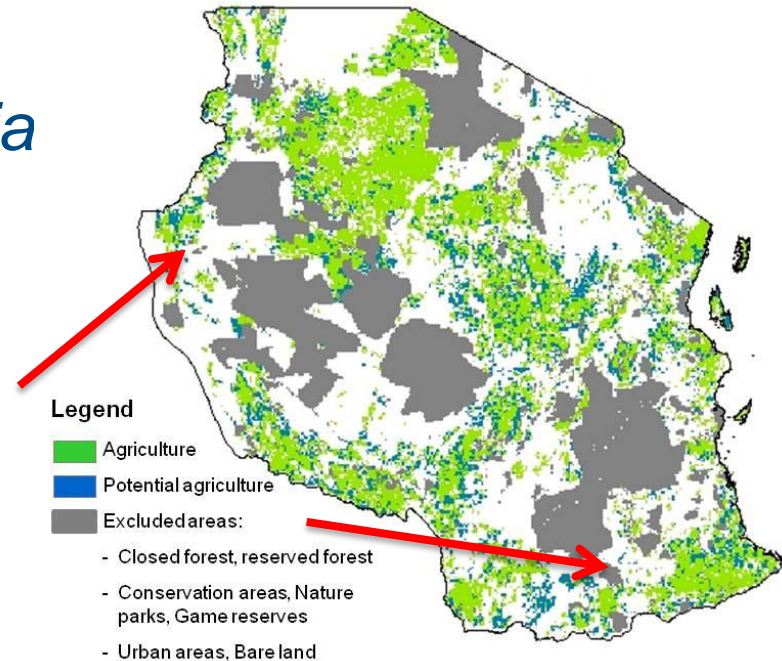 Legend
Agriculture
Potential agriculture
Excluded areas:
- Closed forest, reserved forest
- Conservation areas, Nature
parks, Game reserves
- Urban areas, Bare land